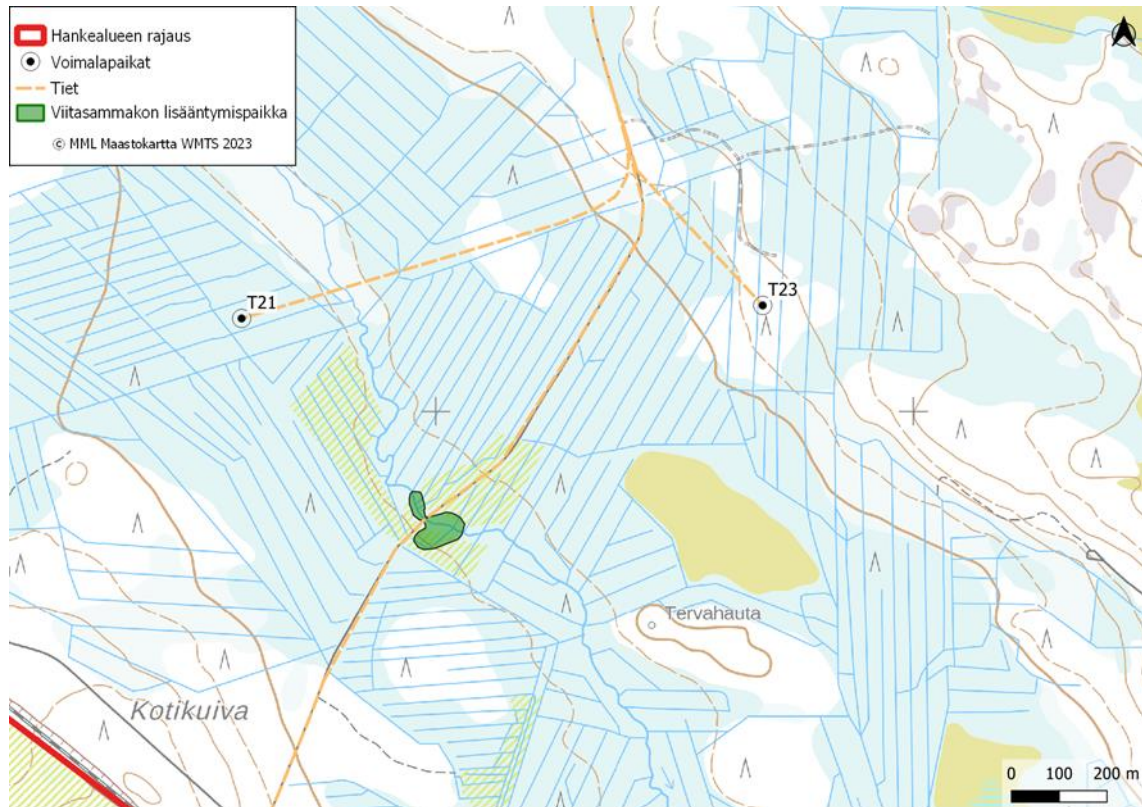 Hankealueen rajaus
Voimalapaikat
Tiet
Viitasammakon lisääntymispaikka
© MML Maastokartta WMTS 2023
T21
T23
Tervahauta
Kotikuiva
0 100 200 m